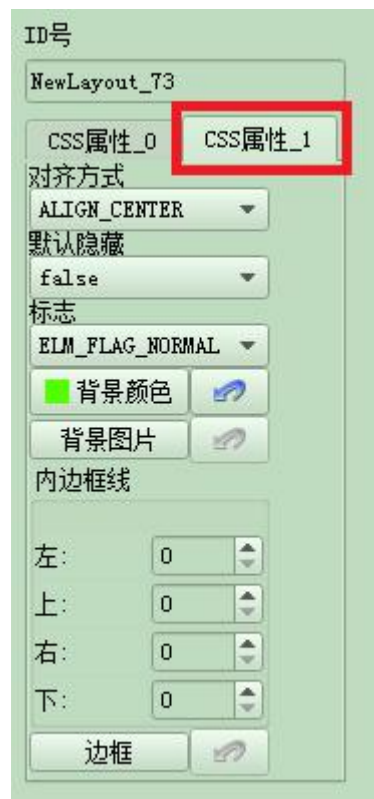 ID号
NewLayout_73
CSS属性_0 CSS属性_1
对齐方式
ALIGN_CENTER
默认隐藏
false
标志
ELM_FLAG_NORMAL
背景颜色
背景图片
内边框线
左: 0
上: 0
右: 0
下: 0
边框